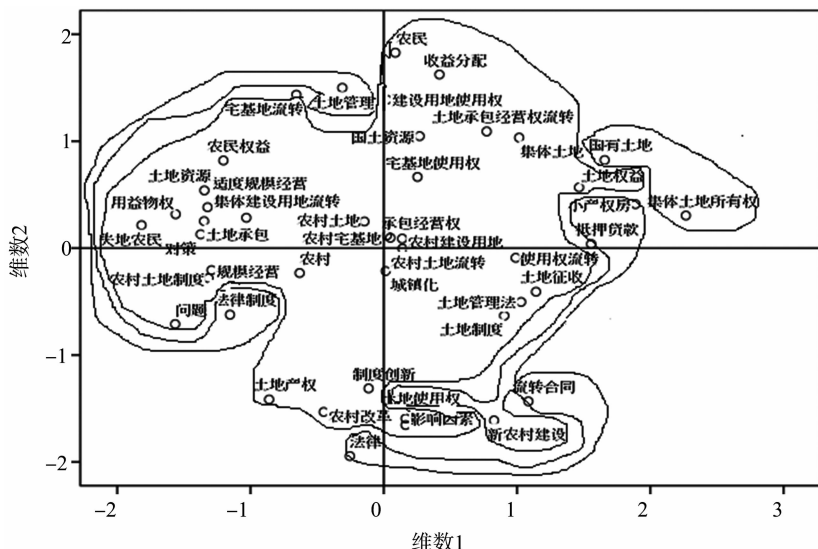 2
农民
收益分配
土地管理
建设用地使用权
宅基地流转
土地承包经营权流转
1
国土资源
农民权益
集体土地
国有土地
宅基地使用权
土地资源
适度规模经营
土地权益
用益物权
集体建设用地流转
小产权房
集体土地所有权
农村土地
承包经营权
抵押贷款
失地农民
土地承包
农村宅基地
农村建设用地
0
对策
农村
农村土地流转
使用权流转
农村土地制度
规模经营
城镇化
土地征收
问题
法律制度
土地管理法
土地制度
-1
制度创新
土地产权
土地使用权
流转合同
农村改革
影响因素
新农村建设
法律
-2
-2
-1
0
1
2
3
维数1
维数2